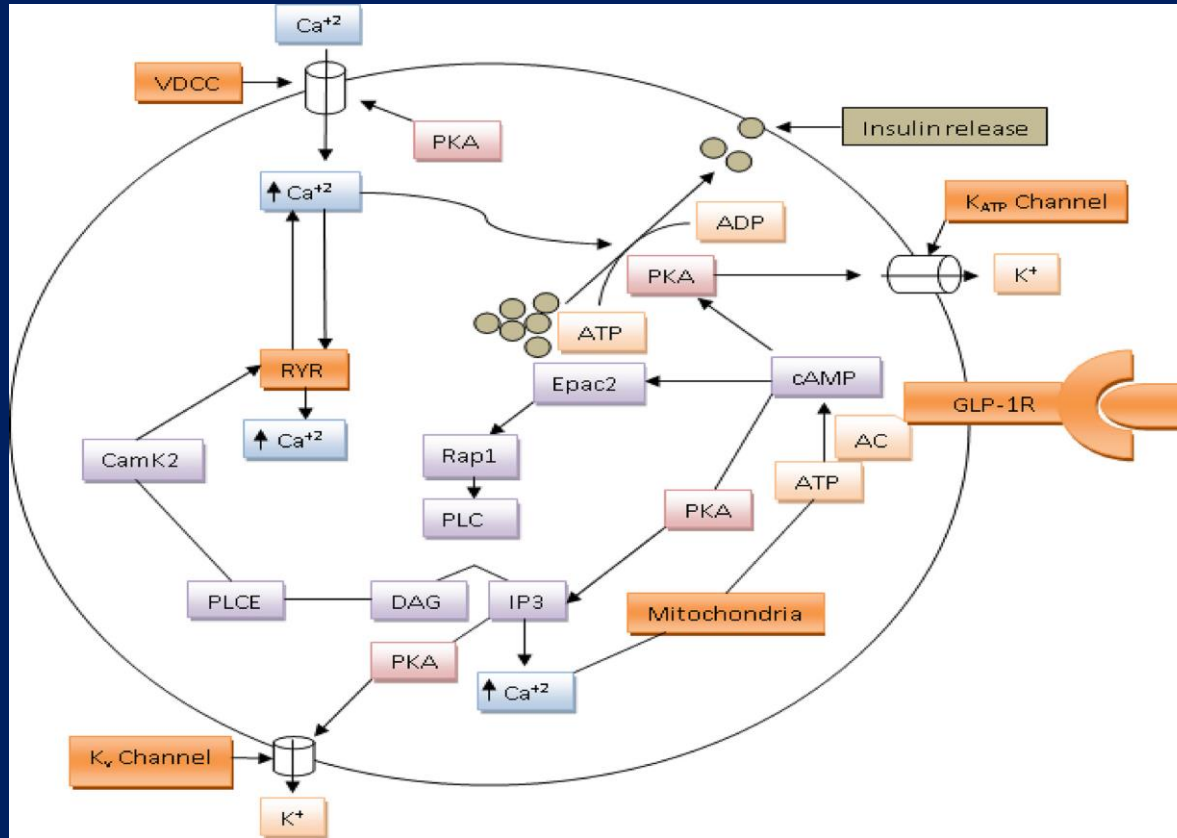 Ca+2
VDCC
PKA
Insulin release
↑ Ca+2
KATP Channel
ADP
PKA
K+
ATP
RYR
Epac2
cAMP
GLP-1R
↑ Ca+2
AC
CamK2
Rap1
ATP
PLC
PKA
PLCE
DAG
IP3
Mitochondria
PKA
↑ Ca+2
Kv Channel
K+